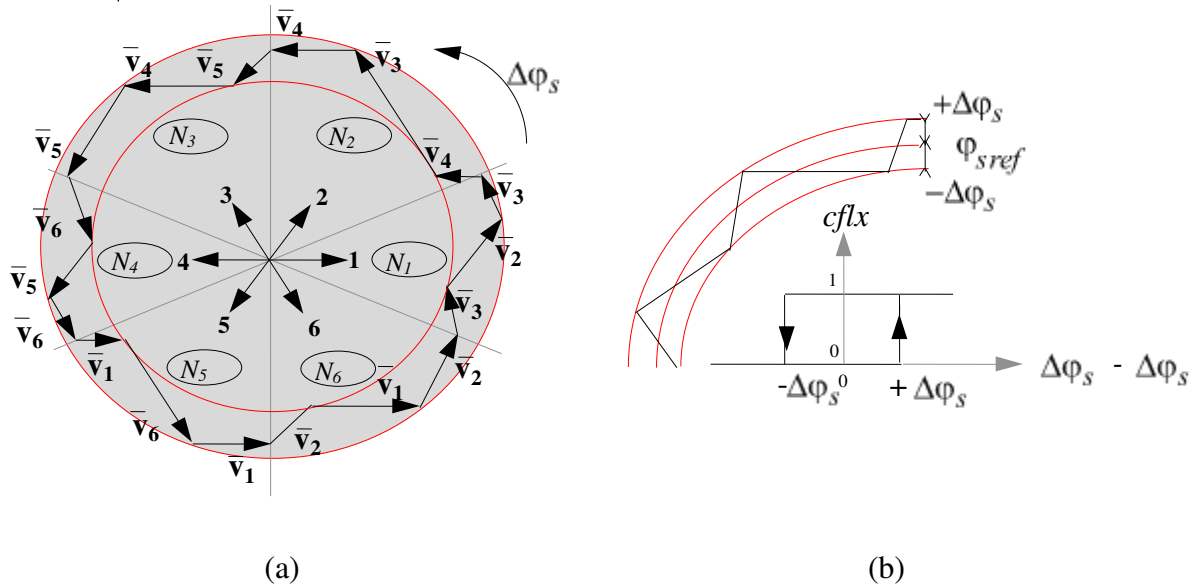 v̄₄
v̄₄ v̄₅ v̄₃ Δφₛ
N₃ N₂
v̄₅ v̄₄
v̄₃
3 2
v̄₆ v̄₂
N₄ 4 1 N₁
v̄₅ v̄₃
5 6
v̄₆ v̄₁ N₅ N₆ v̄₁ v̄₂
v̄₆ v̄₂
v̄₁
(a)
+Δφₛ
φₛref
−Δφₛ
cflx
1
0
-Δφₛ 0 + Δφₛ Δφₛ - Δφₛ
(b)